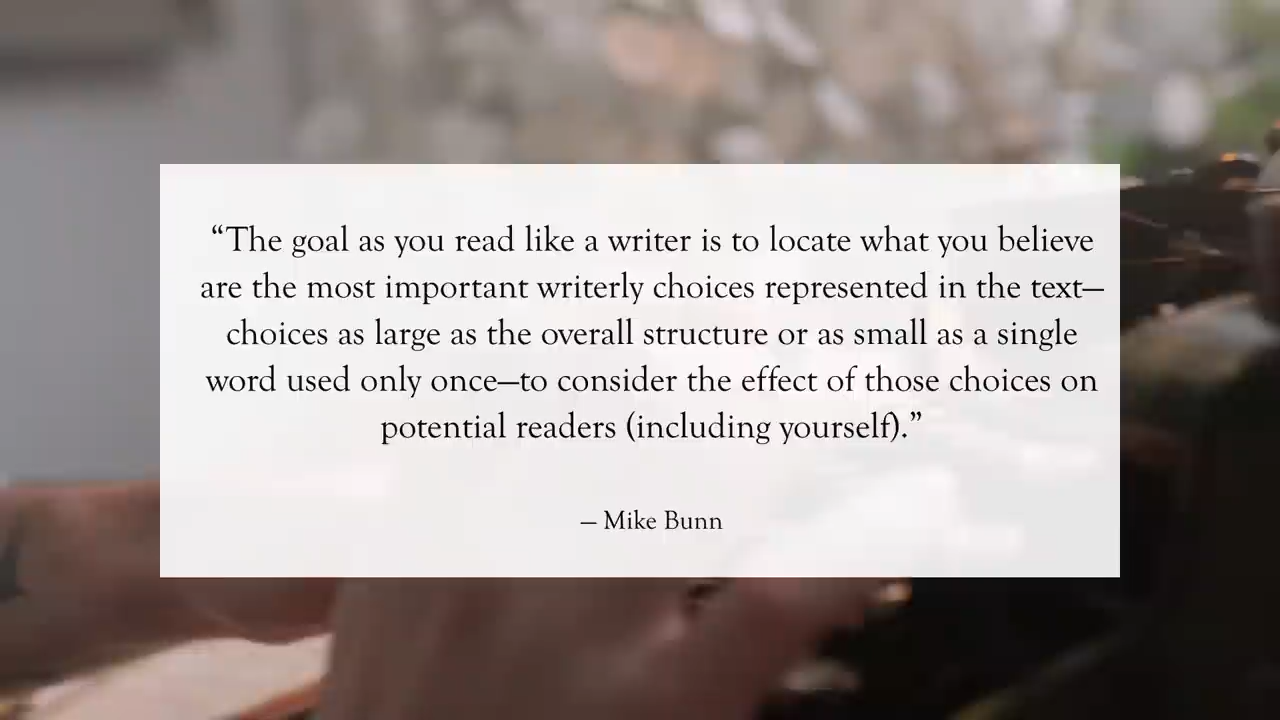 “The goal as you read like a writer is to locate what you believe
are the most important writerly choices represented in the text—
choices as large as the overall structure or as small as a single
word used only once—to consider the effect of those choices on
potential readers (including yourself).”
– Mike Bunn